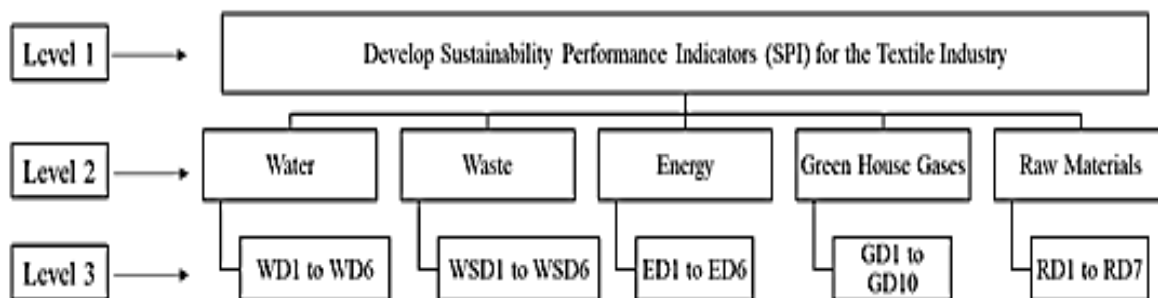 Level 1
Develop Sustainability Performance Indicators (SPI) for the Textile Industry
Level 2
Water
Waste
Energy
Green House Gases
Raw Materials
Level 3
WD1 to WD6
WSD1 to WSD6
ED1 to ED6
GD1 to
GD10
RD1 to RD7